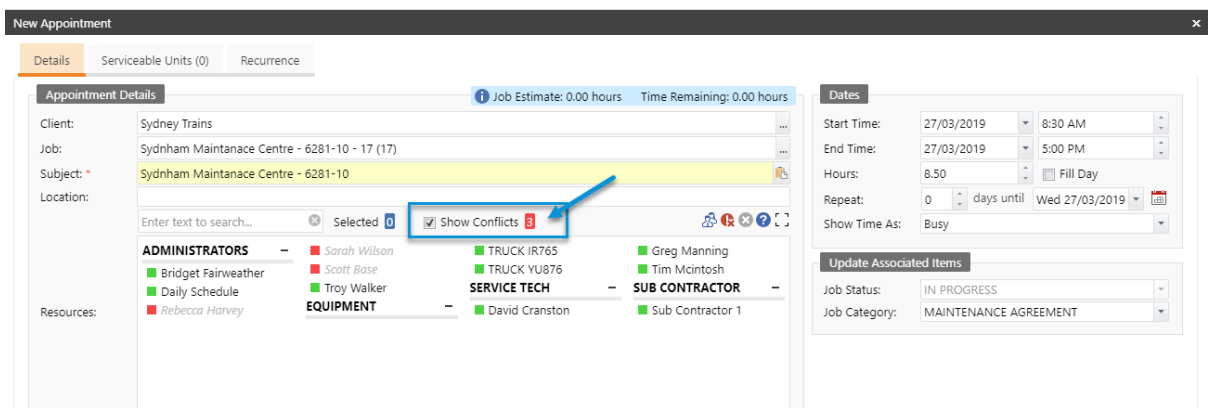 New Appointment x
Details Serviceable Units (0) Recurrence
Appointment Details
Job Estimate: 0.00 hours Time Remaining: 0.00 hours
Client: Sydney Trains ...
Job: Sydnham Maintanace Centre - 6281-10 - 17 (17) ...
Subject: * Sydnham Maintanace Centre - 6281-10
Location:
Enter text to search... Selected 0 Show Conflicts 3
Resources:
ADMINISTRATORS –
Bridget Fairweather
Daily Schedule
Rebecca Harvey
Sarah Wilson
Scott Base
Troy Walker
EQUIPMENT –
TRUCK IR765
TRUCK YU876
SERVICE TECH –
David Cranston
Greg Manning
Tim Mcintosh
SUB CONTRACTOR –
Sub Contractor 1
Dates
Start Time: 27/03/2019 8:30 AM
End Time: 27/03/2019 5:00 PM
Hours: 8.50 Fill Day
Repeat: 0 days until Wed 27/03/2019
Show Time As: Busy
Update Associated Items
Job Status: IN PROGRESS
Job Category: MAINTENANCE AGREEMENT